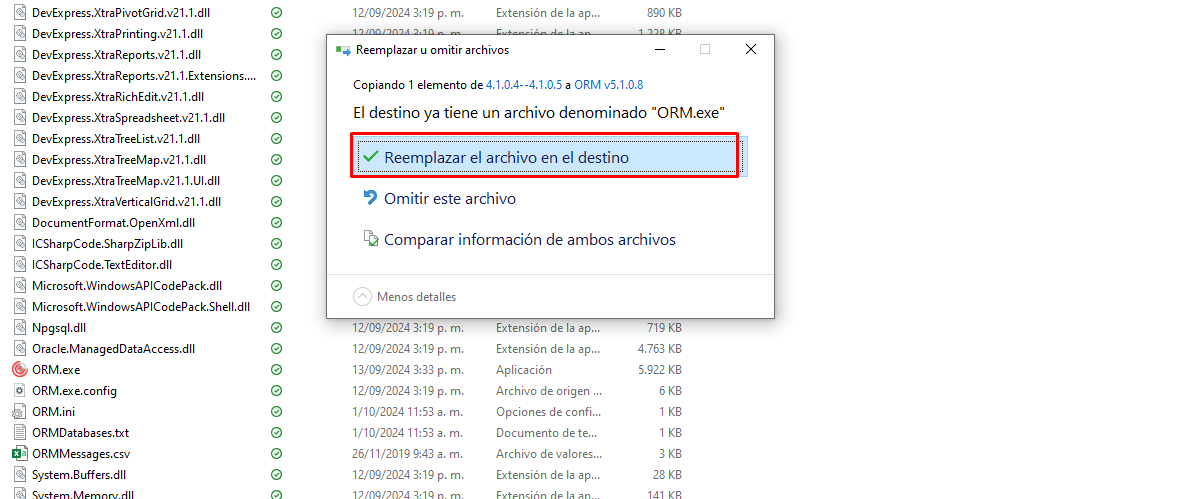 DevExpress.XtraPivotGrid.v21.1.dll 12/09/2024 3:19 p. m. Extensión de la ap... 890 KB
DevExpress.XtraPrinting.v21.1.dll 12/09/2024 3:19 p. m. Extensión de la ap... 1.228 KB
DevExpress.XtraReports.v21.1.dll
DevExpress.XtraReports.v21.1.Extensions....
DevExpress.XtraRichEdit.v21.1.dll
DevExpress.XtraSpreadsheet.v21.1.dll
DevExpress.XtraTreeList.v21.1.dll
DevExpress.XtraTreeMap.v21.1.dll
DevExpress.XtraTreeMap.v21.1.UI.dll
DevExpress.XtraVerticalGrid.v21.1.dll
DocumentFormat.OpenXml.dll
ICSharpCode.SharpZipLib.dll
ICSharpCode.TextEditor.dll
Microsoft.WindowsAPICodePack.dll
Microsoft.WindowsAPICodePack.Shell.dll
Reemplazar u omitir archivos
Copiando 1 elemento de 4.1.0.4--4.1.0.5 a ORM v5.1.0.8
El destino ya tiene un archivo denominado "ORM.exe"
Reemplazar el archivo en el destino
Omitir este archivo
Comparar información de ambos archivos
Menos detalles
Npgsql.dll 12/09/2024 3:19 p. m. Extensión de la ap... 719 KB
Oracle.ManagedDataAccess.dll 12/09/2024 3:19 p. m. Extensión de la ap... 4.763 KB
ORM.exe 13/09/2024 3:33 p. m. Aplicación 5.922 KB
ORM.exe.config 12/09/2024 3:19 p. m. Archivo de origen ... 6 KB
ORM.ini 1/10/2024 11:53 a. m. Opciones de confi... 1 KB
ORMDatabases.txt 1/10/2024 11:53 a. m. Documento de te... 1 KB
ORMMessages.csv 26/11/2019 9:43 a. m. Archivo de valores... 3 KB
System.Buffers.dll 12/09/2024 3:19 p. m. Extensión de la ap... 28 KB
System.Memory.dll 12/09/2024 3:19 p. m. Extensión de la ap... 141 KB